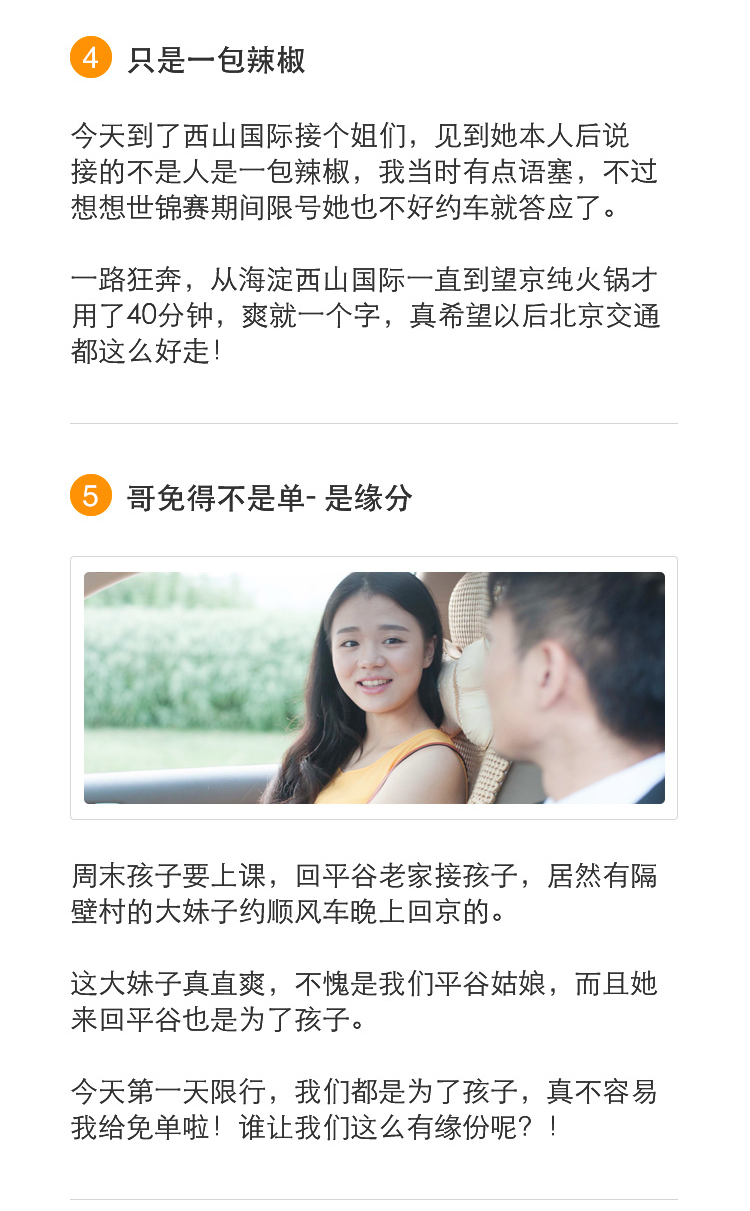 4 只是一包辣椒
今天到了西山国际接个姐们，见到她本人后说
接的不是人是一包辣椒，我当时有点语塞，不过
想想世锦赛期间限号她也不好约车就答应了。
一路狂奔，从海淀西山国际一直到望京纯火锅才
用了40分钟，爽就一个字，真希望以后北京交通
都这么好走！
5 哥免得不是单- 是缘分
周末孩子要上课，回平谷老家接孩子，居然有隔
壁村的大妹子约顺风车晚上回京的。
这大妹子真直爽，不愧是我们平谷姑娘，而且她
来回平谷也是为了孩子。
今天第一天限行，我们都是为了孩子，真不容易
我给免单啦！谁让我们这么有缘份呢？！